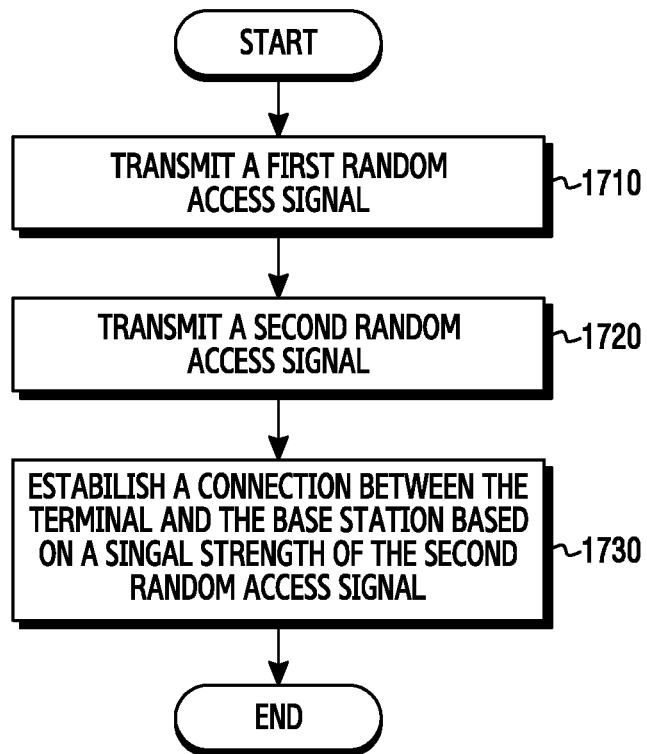 START
TRANSMIT A FIRST RANDOM
ACCESS SIGNAL
1710
TRANSMIT A SECOND RANDOM
ACCESS SIGNAL
1720
ESTABILISH A CONNECTION BETWEEN THE
TERMINAL AND THE BASE STATION BASED
ON A SINGAL STRENGTH OF THE SECOND
RANDOM ACCESS SIGNAL
1730
END